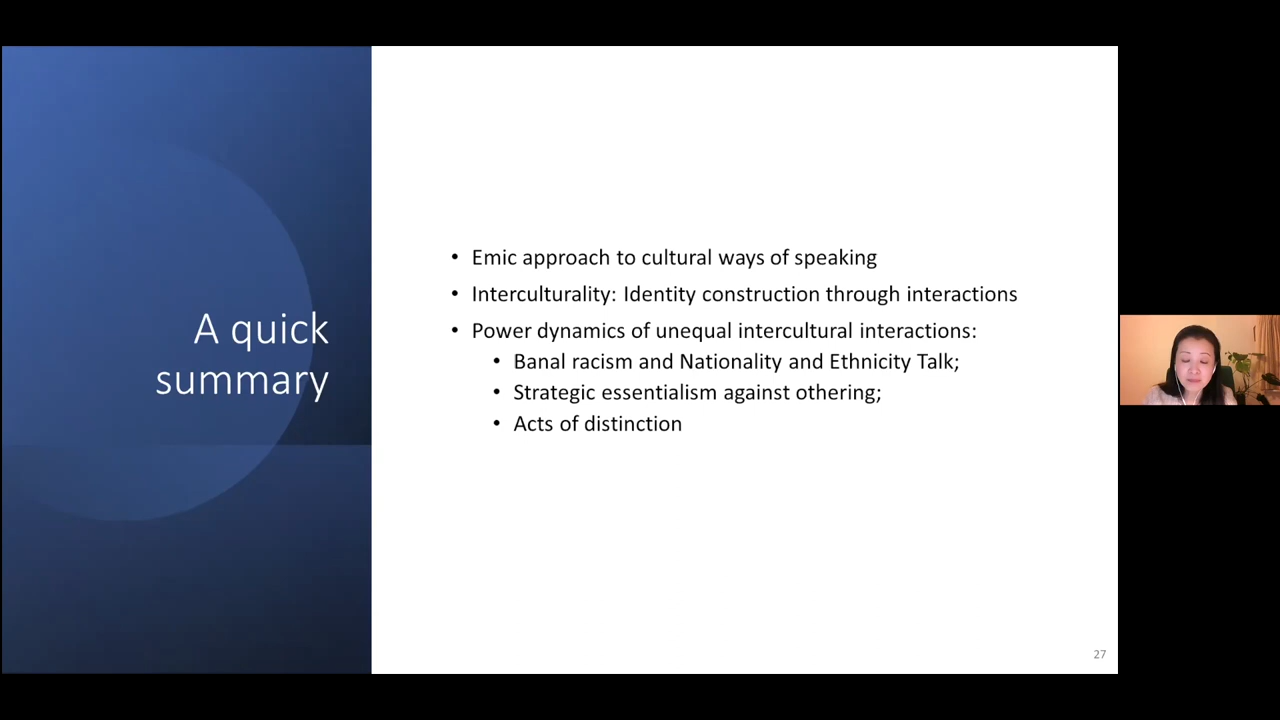 A quick
summary
• Emic approach to cultural ways of speaking
• Interculturality: Identity construction through interactions
• Power dynamics of unequal intercultural interactions:
• Banal racism and Nationality and Ethnicity Talk;
• Strategic essentialism against othering;
• Acts of distinction
27